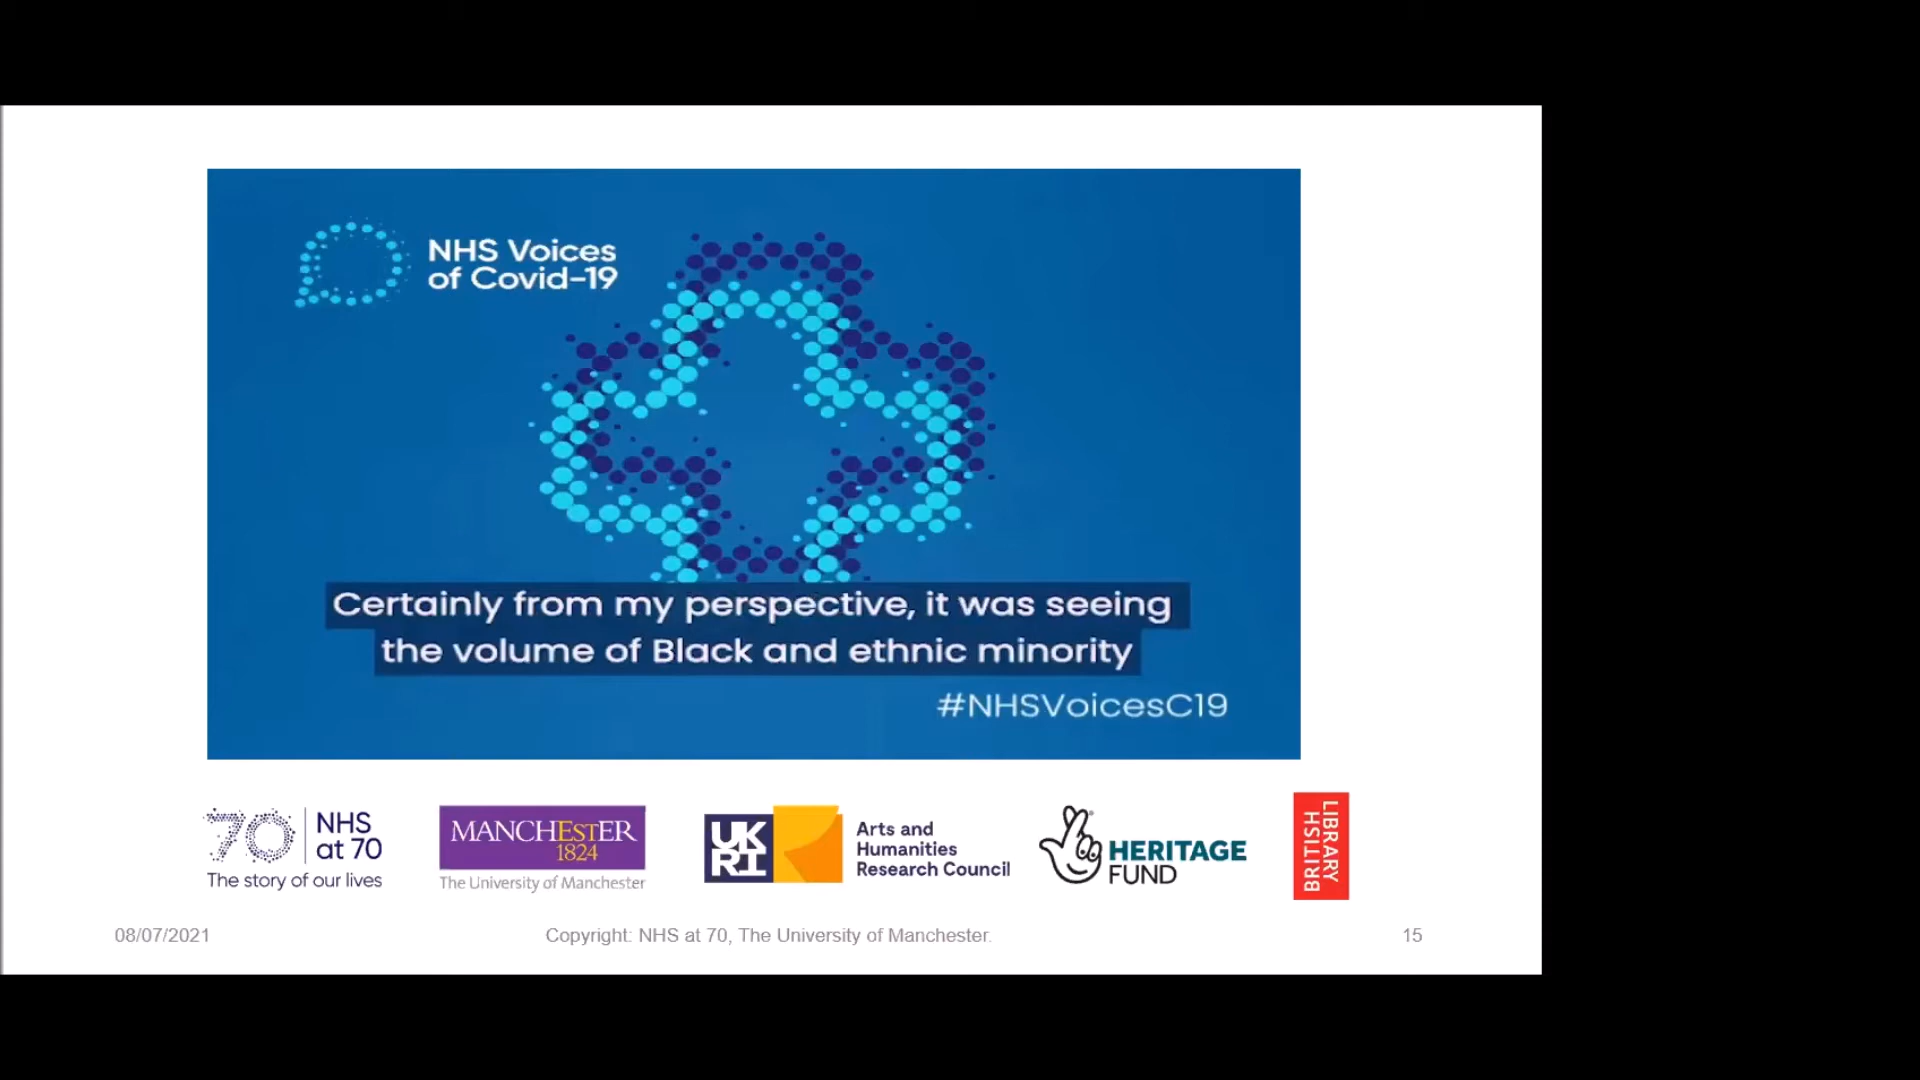 NHS Voices
of Covid-19
Certainly from my perspective, it was seeing
the volume of Black and ethnic minority
#NHSVoicesC19
70
NHS
at 70
The story of our lives
MANCHESTER
1824
The University of Manchester
UK
RI
Arts and
Humanities
Research Council
HERITAGE
FUND
LIBRARY
BRITISH
08/07/2021
Copyright: NHS at 70, The University of Manchester.
15